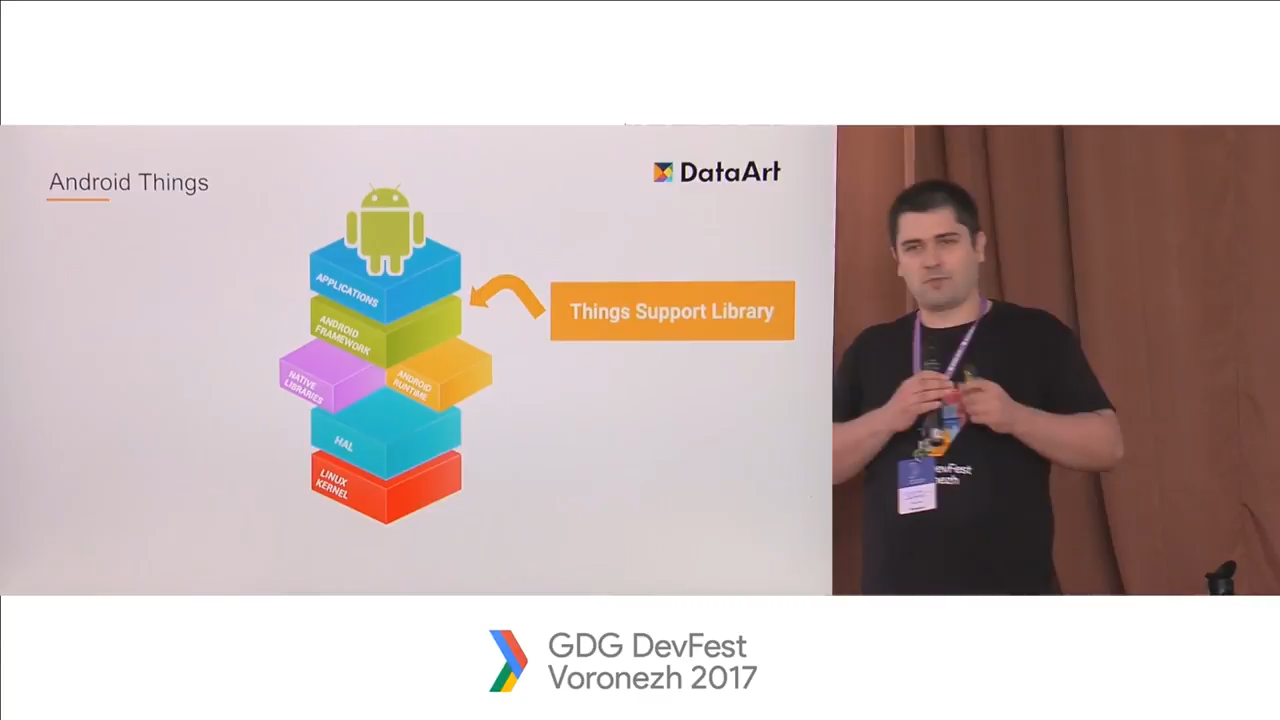 Android Things
DataArt
APPLICATIONS
ANDROID
FRAMEWORK
Things Support Library
NATIVE
LIBRARIES
ANDROID
RUNTIME
HAL
LINUX
KERNEL
DevFest
GDG DevFest
Voronezh 2017